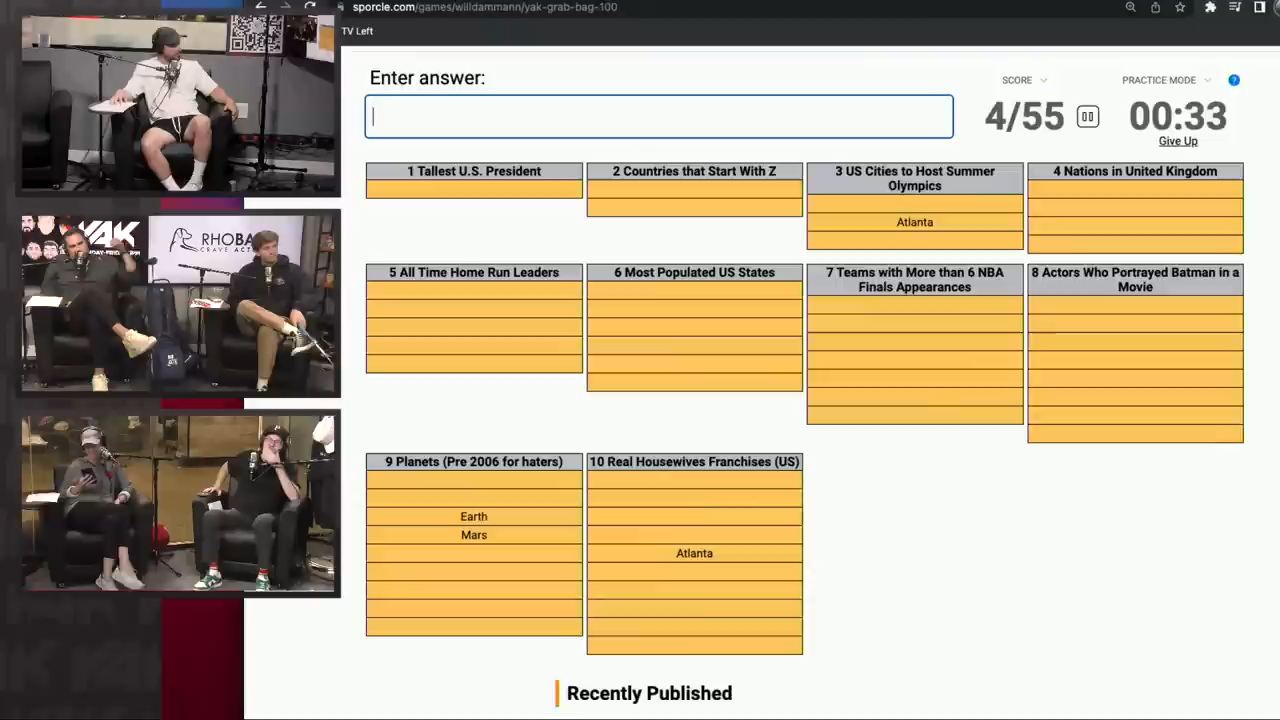 sporcle.com/games/willdammann/yak-grab-bag-100
TV Left
Enter answer:
SCORE
PRACTICE MODE
?
4/55
00:33
Give Up
1 Tallest U.S. President
2 Countries that Start With Z
3 US Cities to Host Summer
Olympics
Atlanta
4 Nations in United Kingdom
5 All Time Home Run Leaders
6 Most Populated US States
7 Teams with More than 6 NBA
Finals Appearances
8 Actors Who Portrayed Batman in a
Movie
9 Planets (Pre 2006 for haters)
Earth
Mars
10 Real Housewives Franchises (US)
Atlanta
Recently Published
YAK
RHOBA
CRAVE ACT